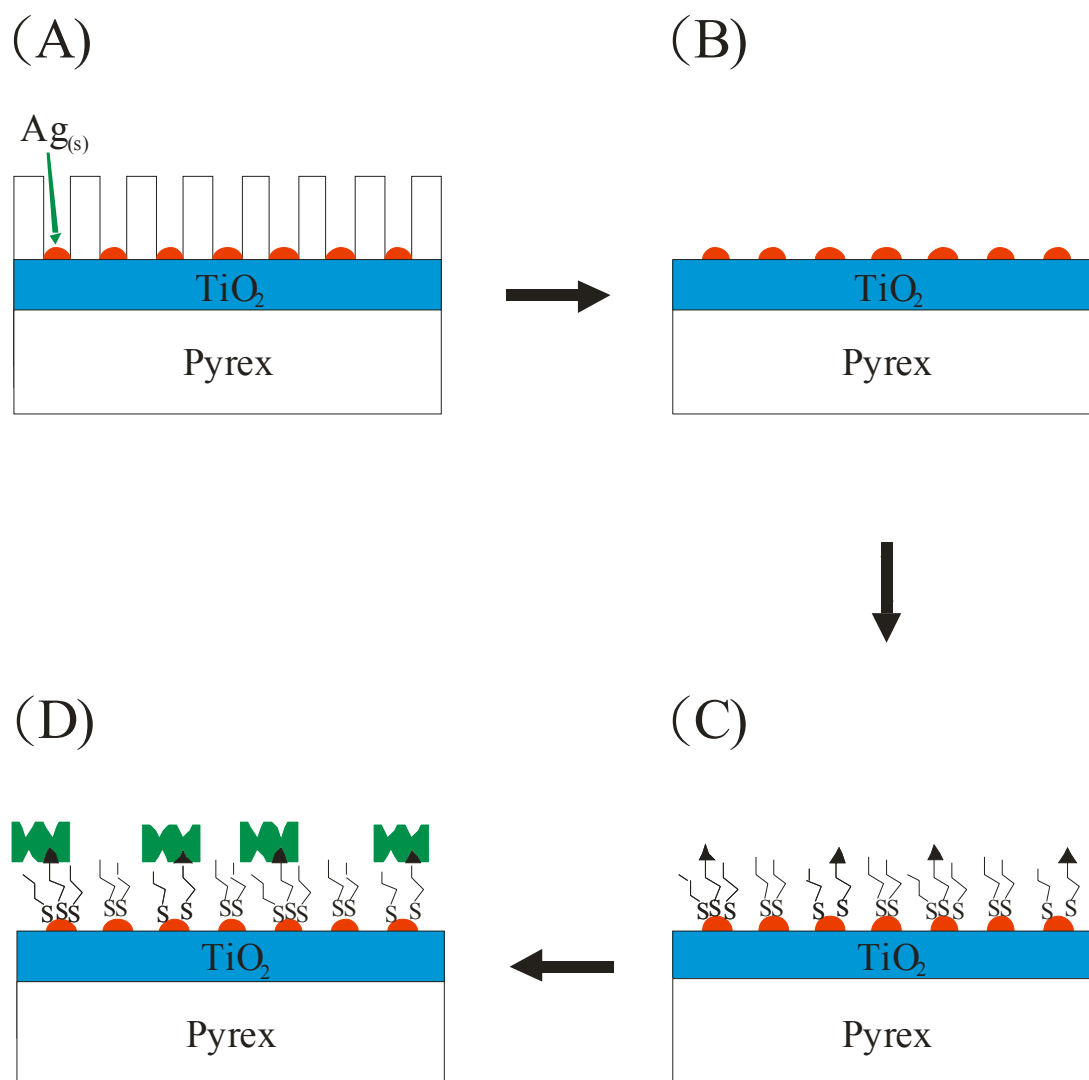 (A)
Ag(s)
TiO₂
Pyrex
(B)
TiO₂
Pyrex
(C)
SSS SS S S SS SSS SS S S
TiO₂
Pyrex
(D)
SSS SS S S SS SSS SS S S
TiO₂
Pyrex